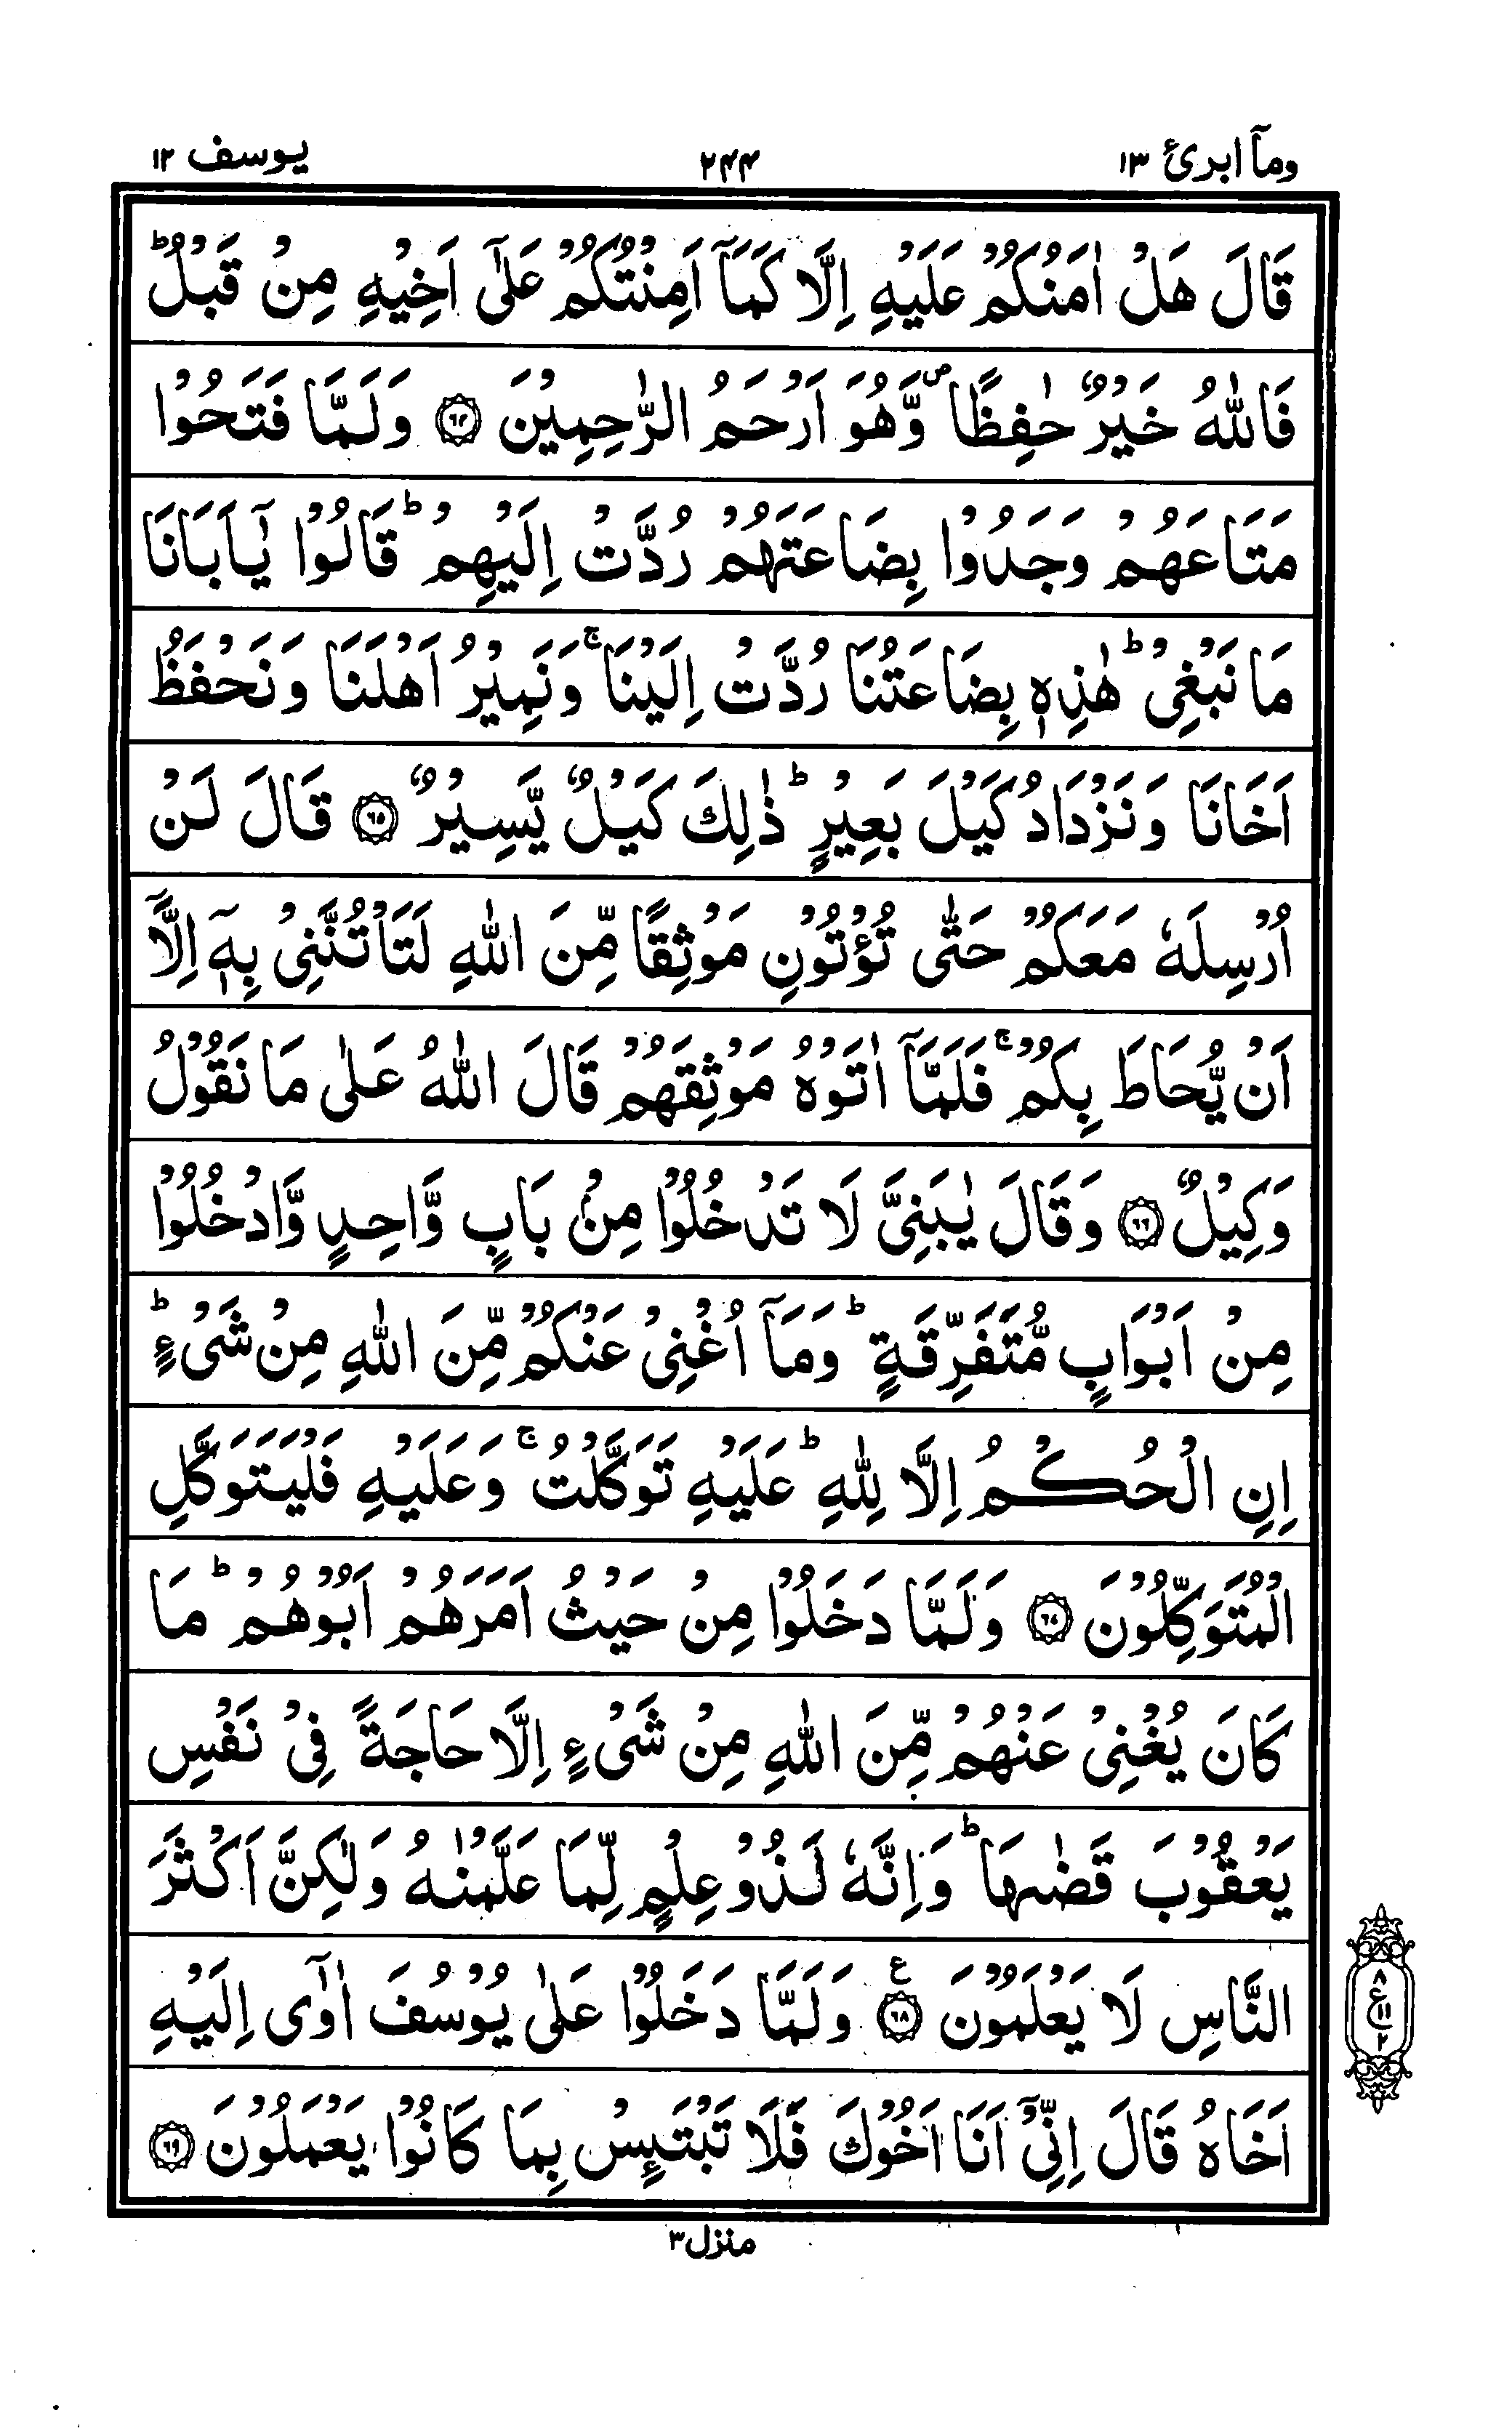 ومآ ابرئ ١٣
٢٤٤
يوسف ١٢
قَالَ هَلْ اٰمَنُكُمْ عَلَيْهِ اِلَّا كَمَاۤ اَمِنْتُكُمْ عَلٰۤى اَخِيْهِ مِنْ قَبْلُ ؕ
فَاللّٰهُ خَيْرٌ حٰفِظًا ۪ وَّهُوَ اَرْحَمُ الرّٰحِمِيْنَ ﴿٦٤﴾ وَلَمَّا فَتَحُوْا
مَتَاعَهُمْ وَجَدُوْا بِضَاعَتَهُمْ رُدَّتْ اِلَيْهِمْ ؕ قَالُوْا يٰۤاَبَانَا
مَا نَبْغِيْ ؕ هٰذِهٖ بِضَاعَتُنَا رُدَّتْ اِلَيْنَا ۚ وَنَمِيْرُ اَهْلَنَا وَنَحْفَظُ
اَخَانَا وَنَزْدَادُ كَيْلَ بَعِيْرٍ ؕ ذٰلِكَ كَيْلٌ يَّسِيْرٌ ﴿٦٥﴾ قَالَ لَنْ
اُرْسِلَهٗ مَعَكُمْ حَتّٰى تُؤْتُوْنِ مَوْثِقًا مِّنَ اللّٰهِ لَتَاْتُنَّنِيْ بِهٖۤ اِلَّاۤ
اَنْ يُّحَاطَ بِكُمْ ۚ فَلَمَّاۤ اٰتَوْهُ مَوْثِقَهُمْ قَالَ اللّٰهُ عَلٰى مَا نَقُوْلُ
وَكِيْلٌ ﴿٦٦﴾ وَقَالَ يٰبَنِيَّ لَا تَدْخُلُوْا مِنْۢ بَابٍ وَّاحِدٍ وَّادْخُلُوْا
مِنْ اَبْوَابٍ مُّتَفَرِّقَةٍ ؕ وَمَاۤ اُغْنِيْ عَنْكُمْ مِّنَ اللّٰهِ مِنْ شَيْءٍ ؕ
اِنِ الْحُكْمُ اِلَّا لِلّٰهِ ؕ عَلَيْهِ تَوَكَّلْتُ ۚ وَعَلَيْهِ فَلْيَتَوَكَّلِ
الْمُتَوَكِّلُوْنَ ﴿٦٧﴾ وَلَمَّا دَخَلُوْا مِنْ حَيْثُ اَمَرَهُمْ اَبُوْهُمْ ؕ مَا
كَانَ يُغْنِيْ عَنْهُمْ مِّنَ اللّٰهِ مِنْ شَيْءٍ اِلَّا حَاجَةً فِيْ نَفْسِ
يَعْقُوْبَ قَضٰىهَا ؕ وَاِنَّهٗ لَذُوْ عِلْمٍ لِّمَا عَلَّمْنٰهُ وَلٰكِنَّ اَكْثَرَ
النَّاسِ لَا يَعْلَمُوْنَ ﴿٦٨﴾ ع وَلَمَّا دَخَلُوْا عَلٰى يُوْسُفَ اٰوٰۤى اِلَيْهِ
اَخَاهُ قَالَ اِنِّيْۤ اَنَا اَخُوْكَ فَلَا تَبْتَىِٕسْ بِمَا كَانُوْا يَعْمَلُوْنَ ﴿٦٩﴾
٨
ع ١١
٢
منزل ٣